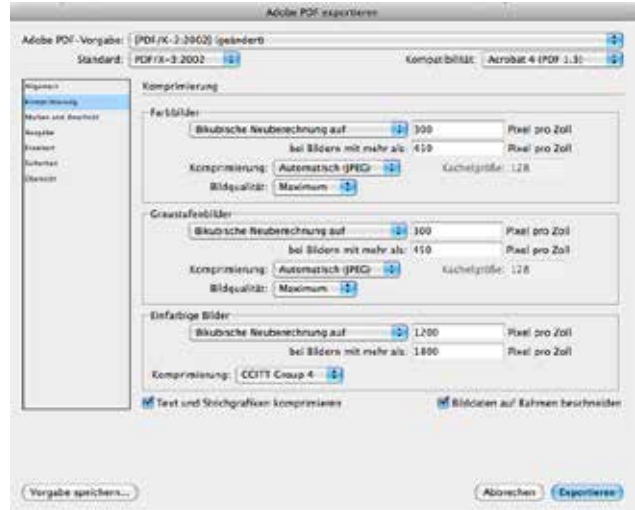 Adobe PDF exportieren
Adobe PDF-Vorgabe: [PDF/X-3:2002] (geändert)
Standard: PDF/X-3:2002 Kompatibilität: Acrobat 4 (PDF 1.3)
Allgemein
Komprimierung
Marken und Anschnitt
Ausgabe
Erweitert
Sicherheit
Übersicht
Komprimierung
Farbbilder
Bikubische Neuberechnung auf 300 Pixel pro Zoll
bei Bildern mit mehr als: 450 Pixel pro Zoll
Komprimierung: Automatisch (JPEG) Kachelgröße: 128
Bildqualität: Maximum
Graustufenbilder
Bikubische Neuberechnung auf 300 Pixel pro Zoll
bei Bildern mit mehr als: 450 Pixel pro Zoll
Komprimierung: Automatisch (JPEG) Kachelgröße: 128
Bildqualität: Maximum
Einfarbige Bilder
Bikubische Neuberechnung auf 1200 Pixel pro Zoll
bei Bildern mit mehr als: 1800 Pixel pro Zoll
Komprimierung: CCITT Group 4
Text und Strichgrafiken komprimieren Bilddaten auf Rahmen beschneiden
Vorgabe speichern... Abbrechen Exportieren